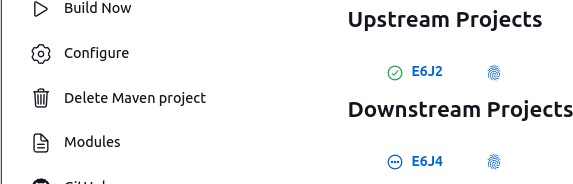 Build Now
Configure
Delete Maven project
Modules
Upstream Projects
E6J2
Downstream Projects
E6J4